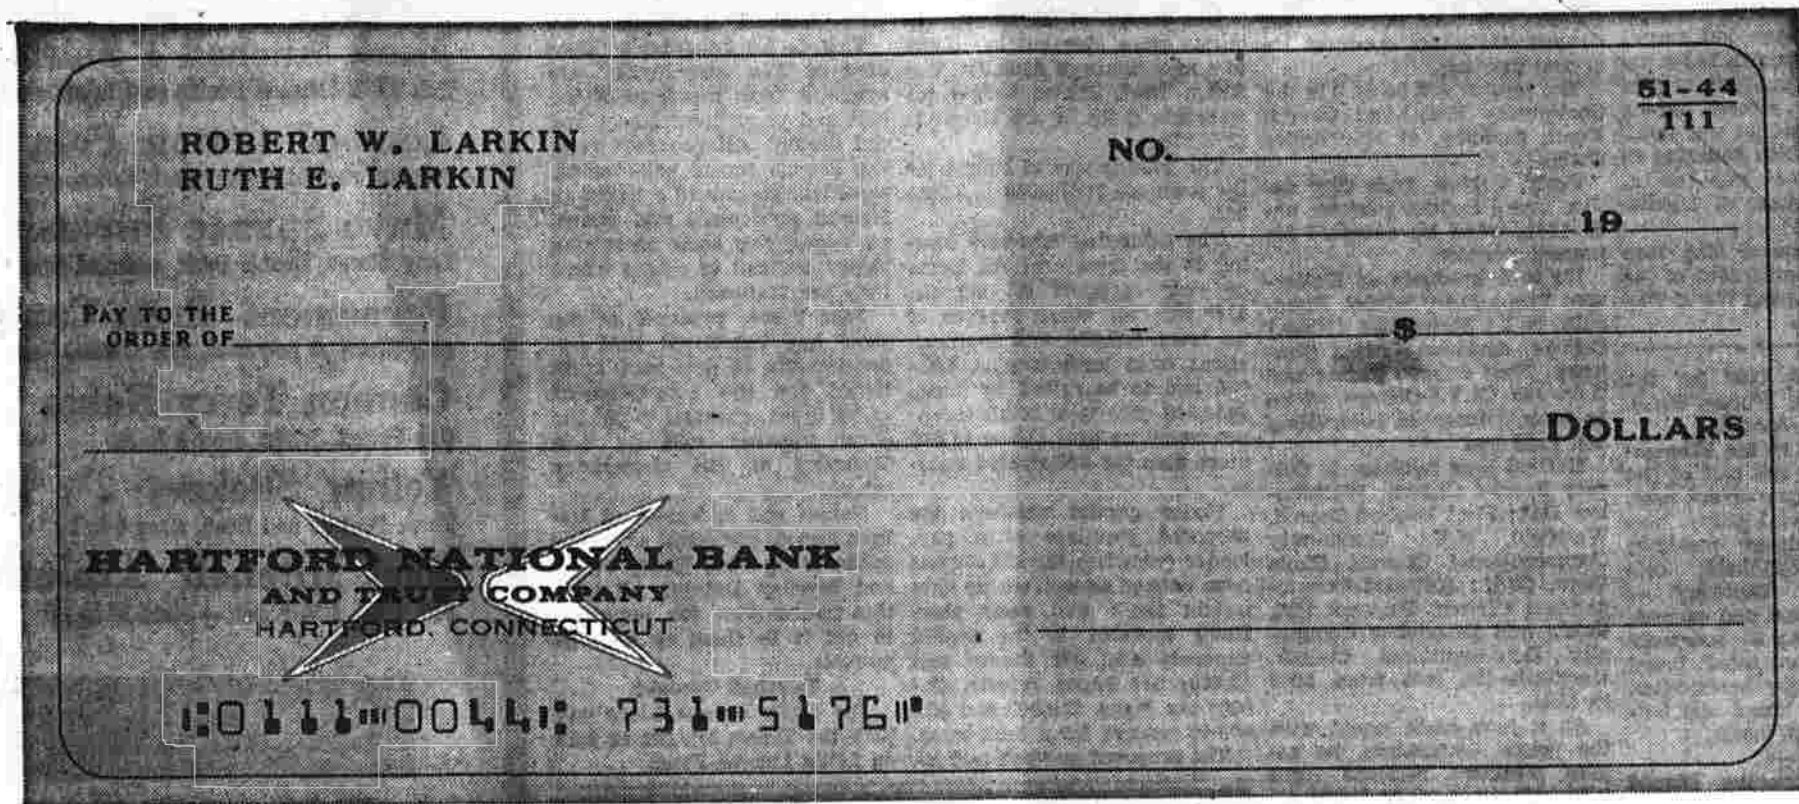 51-44
111
ROBERT W. LARKIN
RUTH E. LARKIN
NO.
19
PAY TO THE
ORDER OF
$
DOLLARS
HARTFORD NATIONAL BANK
AND TRUST COMPANY
HARTFORD, CONNECTICUT
⑆0111⑉0044⑆ 731⑉5176⑈